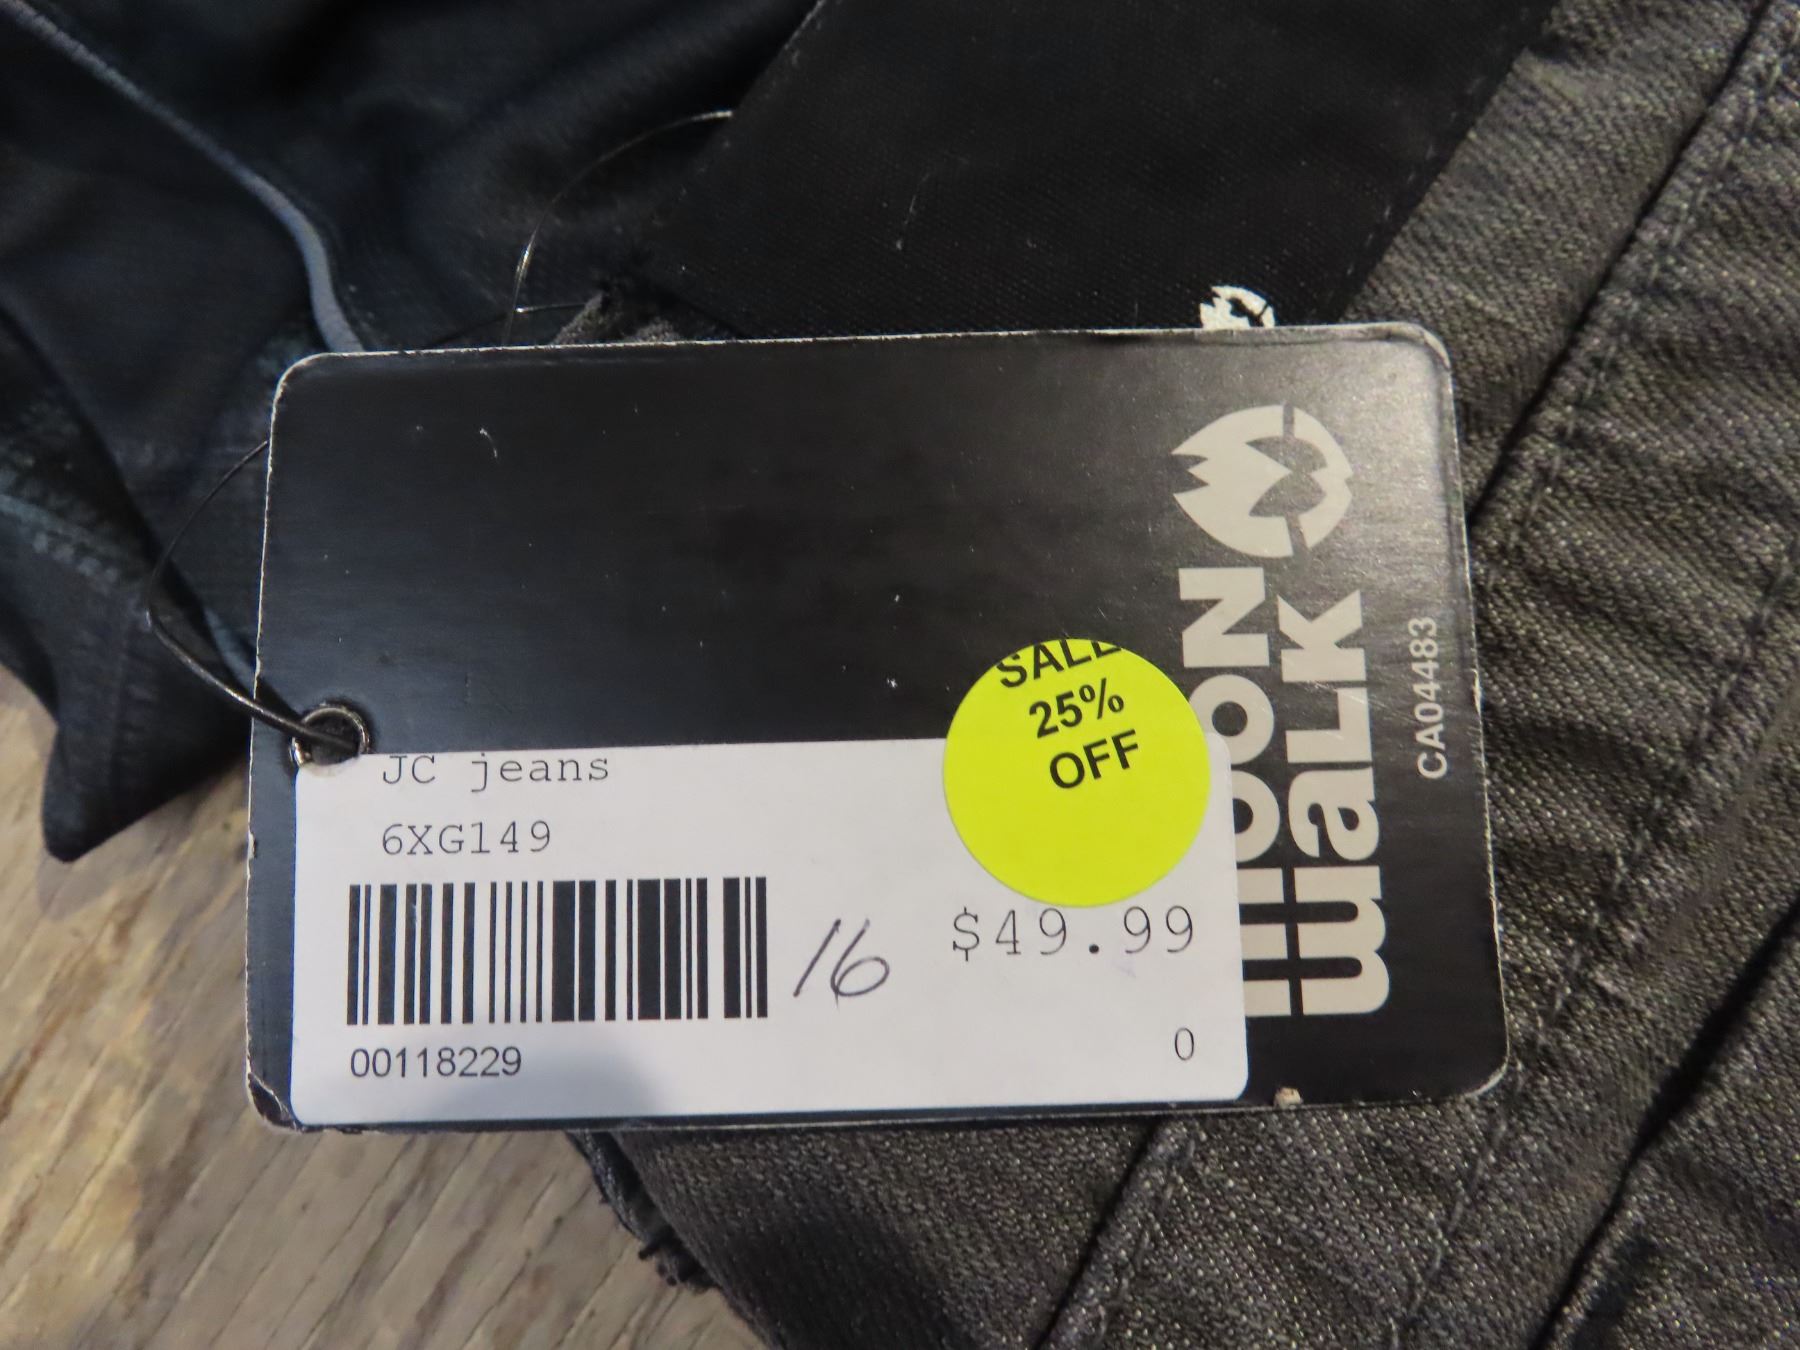 JC jeans
6XG149
00118229
16
SALE
25%
OFF
$49.99
0
MOON
WALK
CA04483